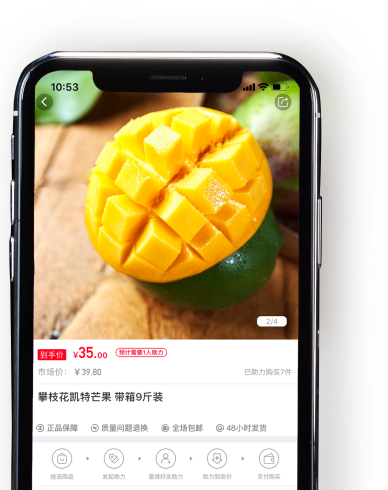 10:53
2/4
到手价 ¥35.00 预计需要1人助力
市场价: ¥39.80 已助力购买7件
攀枝花凯特芒果 带箱9斤装
正品保障 质量问题退换 全场包邮 48小时发货
挑选商品 发起助力 邀请好友助力 助力到底价 支付购买